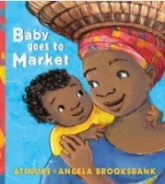 Baby
goes to
Market
ATINUKE • ANGELA BROOKSBANK